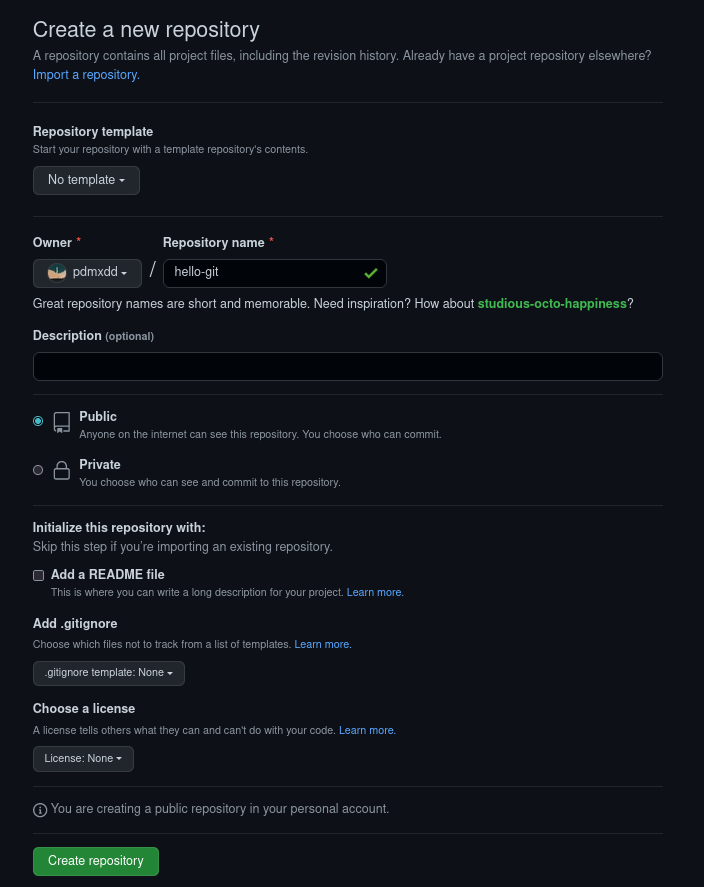 Create a new repository
A repository contains all project files, including the revision history. Already have a project repository elsewhere?
Import a repository.
Repository template
Start your repository with a template repository's contents.
No template
Owner * Repository name *
pdmxdd / hello-git
Great repository names are short and memorable. Need inspiration? How about studious-octo-happiness?
Description (optional)
Public
Anyone on the internet can see this repository. You choose who can commit.
Private
You choose who can see and commit to this repository.
Initialize this repository with:
Skip this step if you're importing an existing repository.
Add a README file
This is where you can write a long description for your project. Learn more.
Add .gitignore
Choose which files not to track from a list of templates. Learn more.
.gitignore template: None
Choose a license
A license tells others what they can and can't do with your code. Learn more.
License: None
You are creating a public repository in your personal account.
Create repository